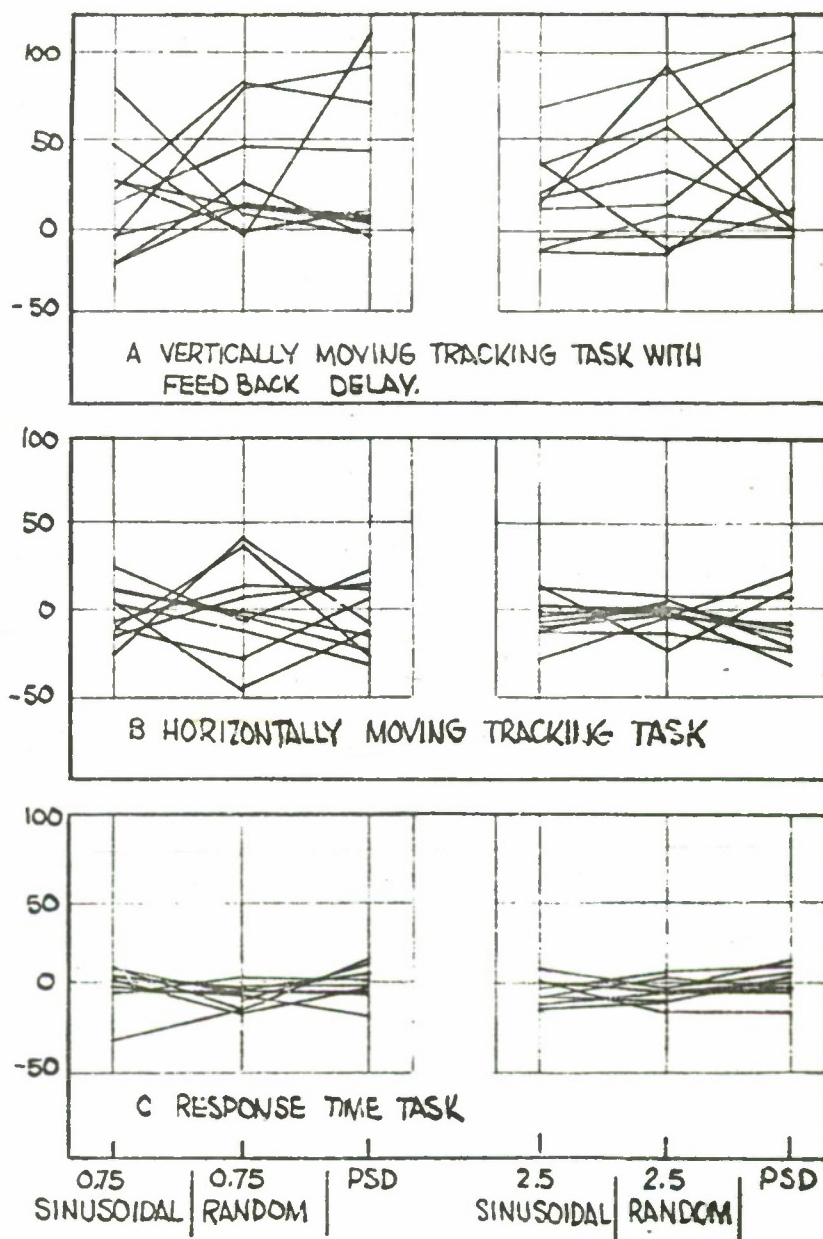 100
50
0
-50
A VERTICALLY MOVING TRACKING TASK WITH
FEED BACK DELAY.
100
50
0
-50
B HORIZONTALLY MOVING TRACKING TASK
100
50
0
-50
C RESPONSE TIME TASK
0.75 0.75 PSD 2.5 2.5 PSD
SINUSOIDAL RANDOM SINUSOIDAL RANDOM